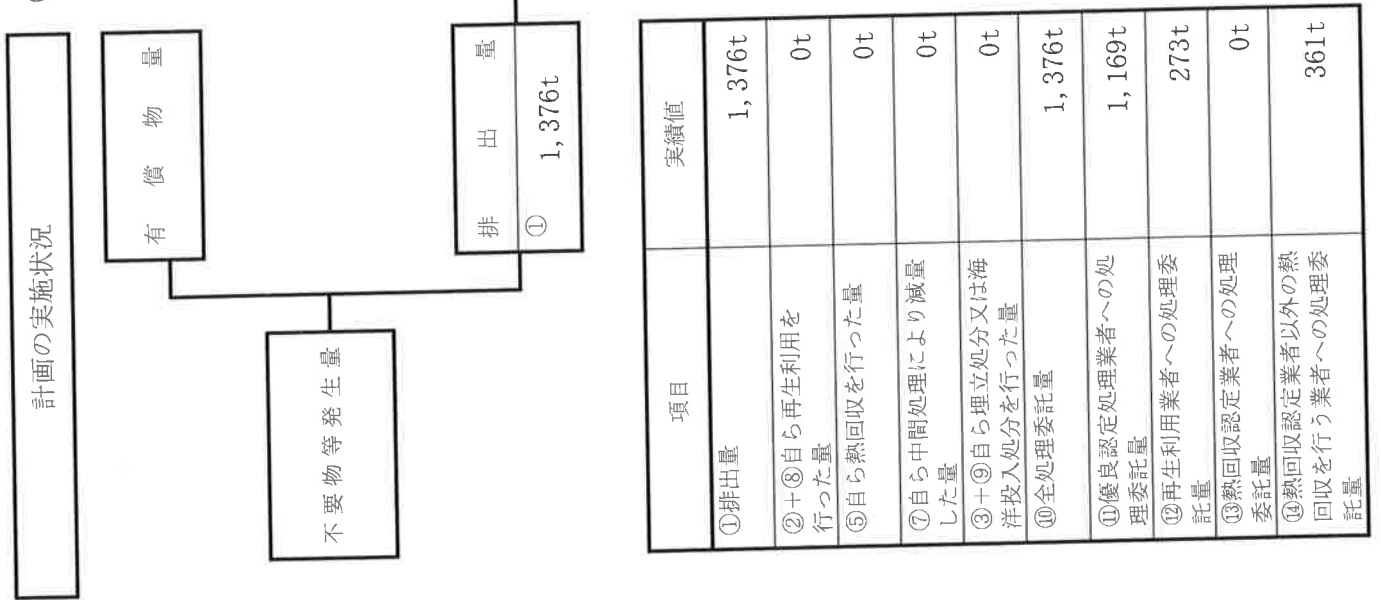 計画の実施状況
不要物等発生量
有償物量
排出量
① 1,376t
項目 実績値
①排出量 1,376t
②+⑧自ら再生利用を
行った量 0t
⑤自ら熱回収を行った量 0t
⑦自ら中間処理により減量
した量 0t
③+⑨自ら埋立処分又は海
洋投入処分を行った量 0t
⑩全処理委託量 1,376t
⑪優良認定処理業者への処
理委託量 1,169t
⑫再生利用業者への処理委
託量 273t
⑬熱回収認定業者への処理
委託量 0t
⑭熱回収認定業者以外の熱
回収を行う業者への処理委
託量 361t